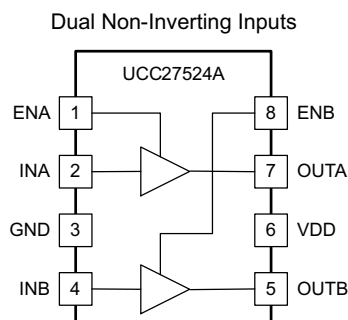 Dual Non-Inverting Inputs
UCC27524A
ENA 1 8 ENB
INA 2 7 OUTA
GND 3 6 VDD
INB 4 5 OUTB